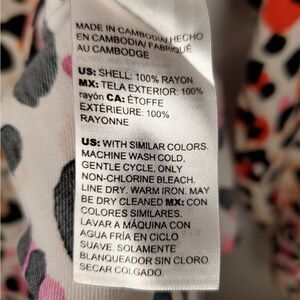 MADE IN CAMBODIA/ HECHO
EN CAMBODIA/ FABRIQUÉ
AU CAMBODGE
US: SHELL: 100% RAYON
MX: TELA EXTERIOR: 100%
rayón CA: ÉTOFFE
EXTÉRIEURE: 100%
RAYONNE
US: WITH SIMILAR COLORS.
MACHINE WASH COLD,
GENTLE CYCLE. ONLY
NON-CHLORINE BLEACH.
LINE DRY. WARM IRON. MAY
BE DRY CLEANED MX: CON
COLORES SIMILARES.
LAVAR A MÁQUINA CON
AGUA FRÍA EN CICLO
SUAVE. SOLAMENTE
BLANQUEADOR SIN CLORO.
SECAR COLGADO.